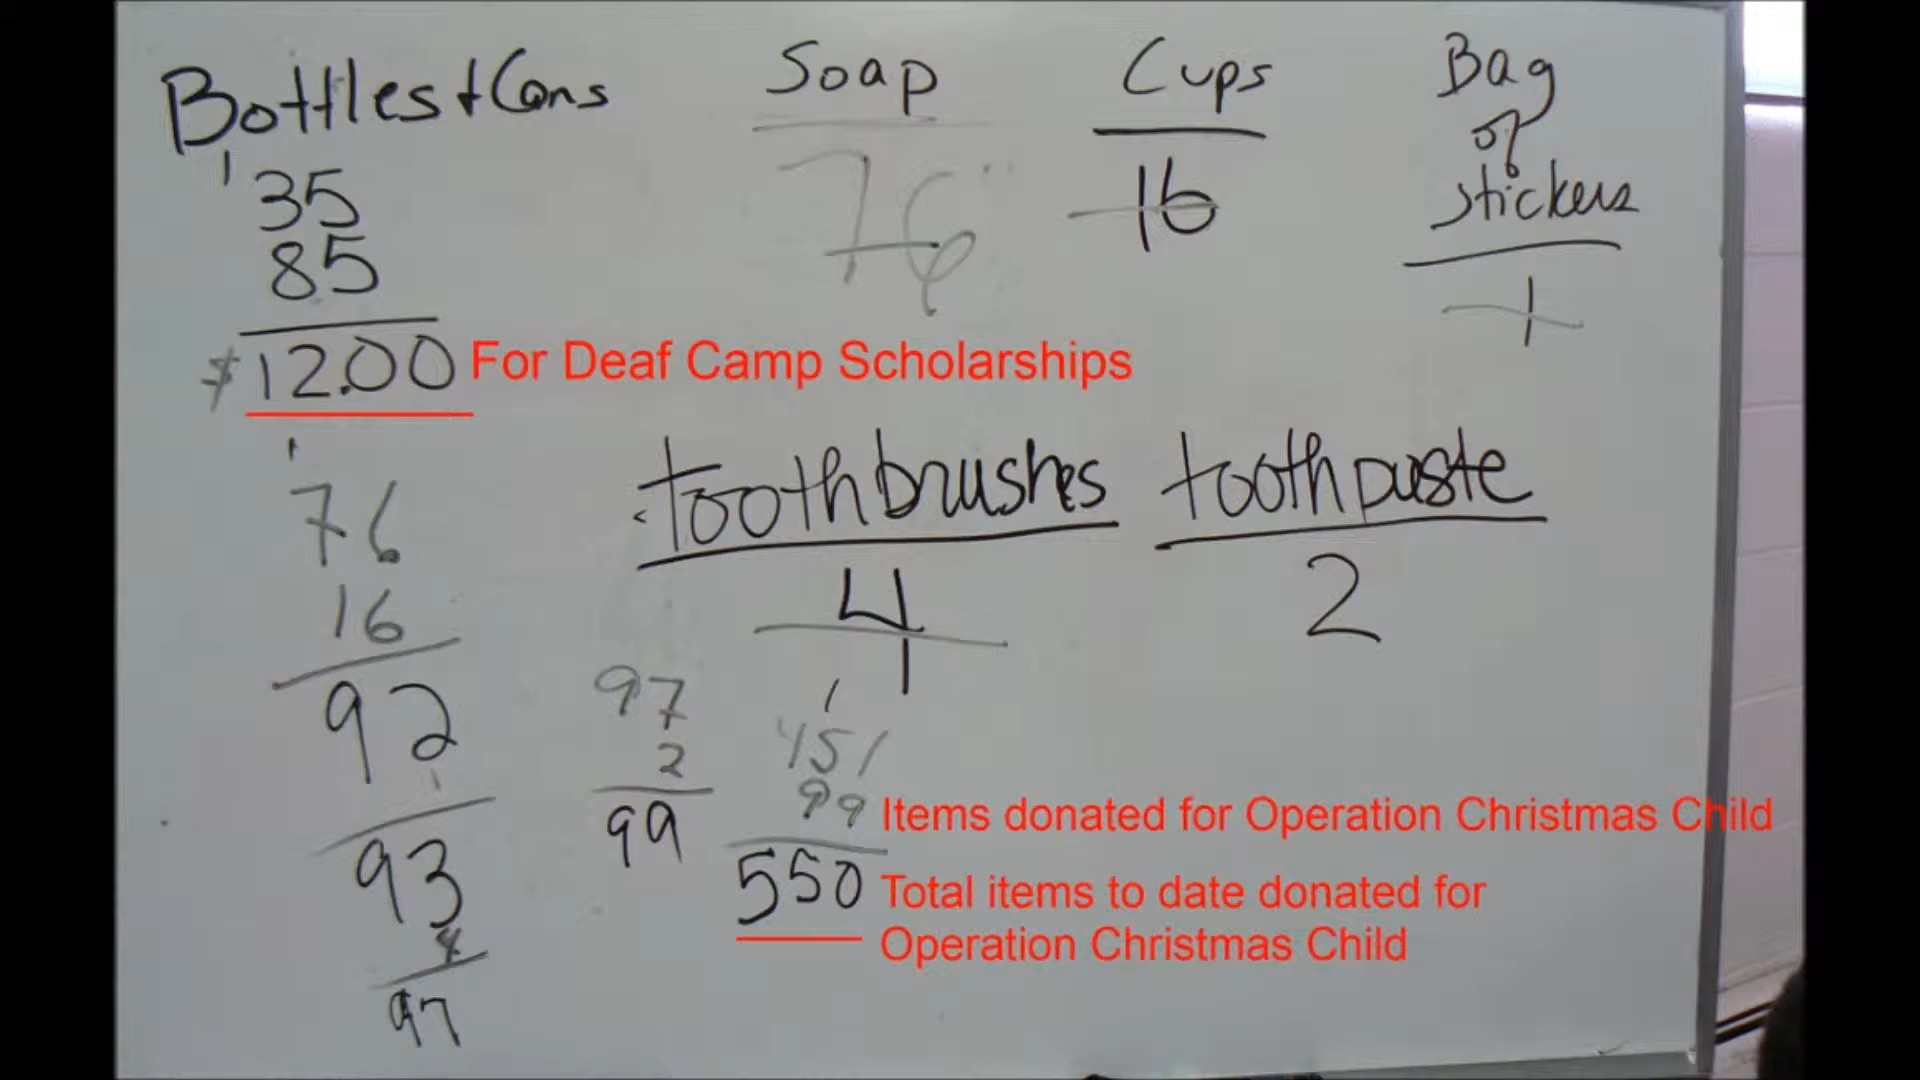 Bottles + Cans
1
35
85
$12.00 For Deaf Camp Scholarships
Soap
76
Cups
16
Bag
of
stickers
1
toothbrushes
4
toothpaste
2
1
76
16
92
1
93
4
97
97
2
99
1
451
99 Items donated for Operation Christmas Child
550 Total items to date donated for
Operation Christmas Child